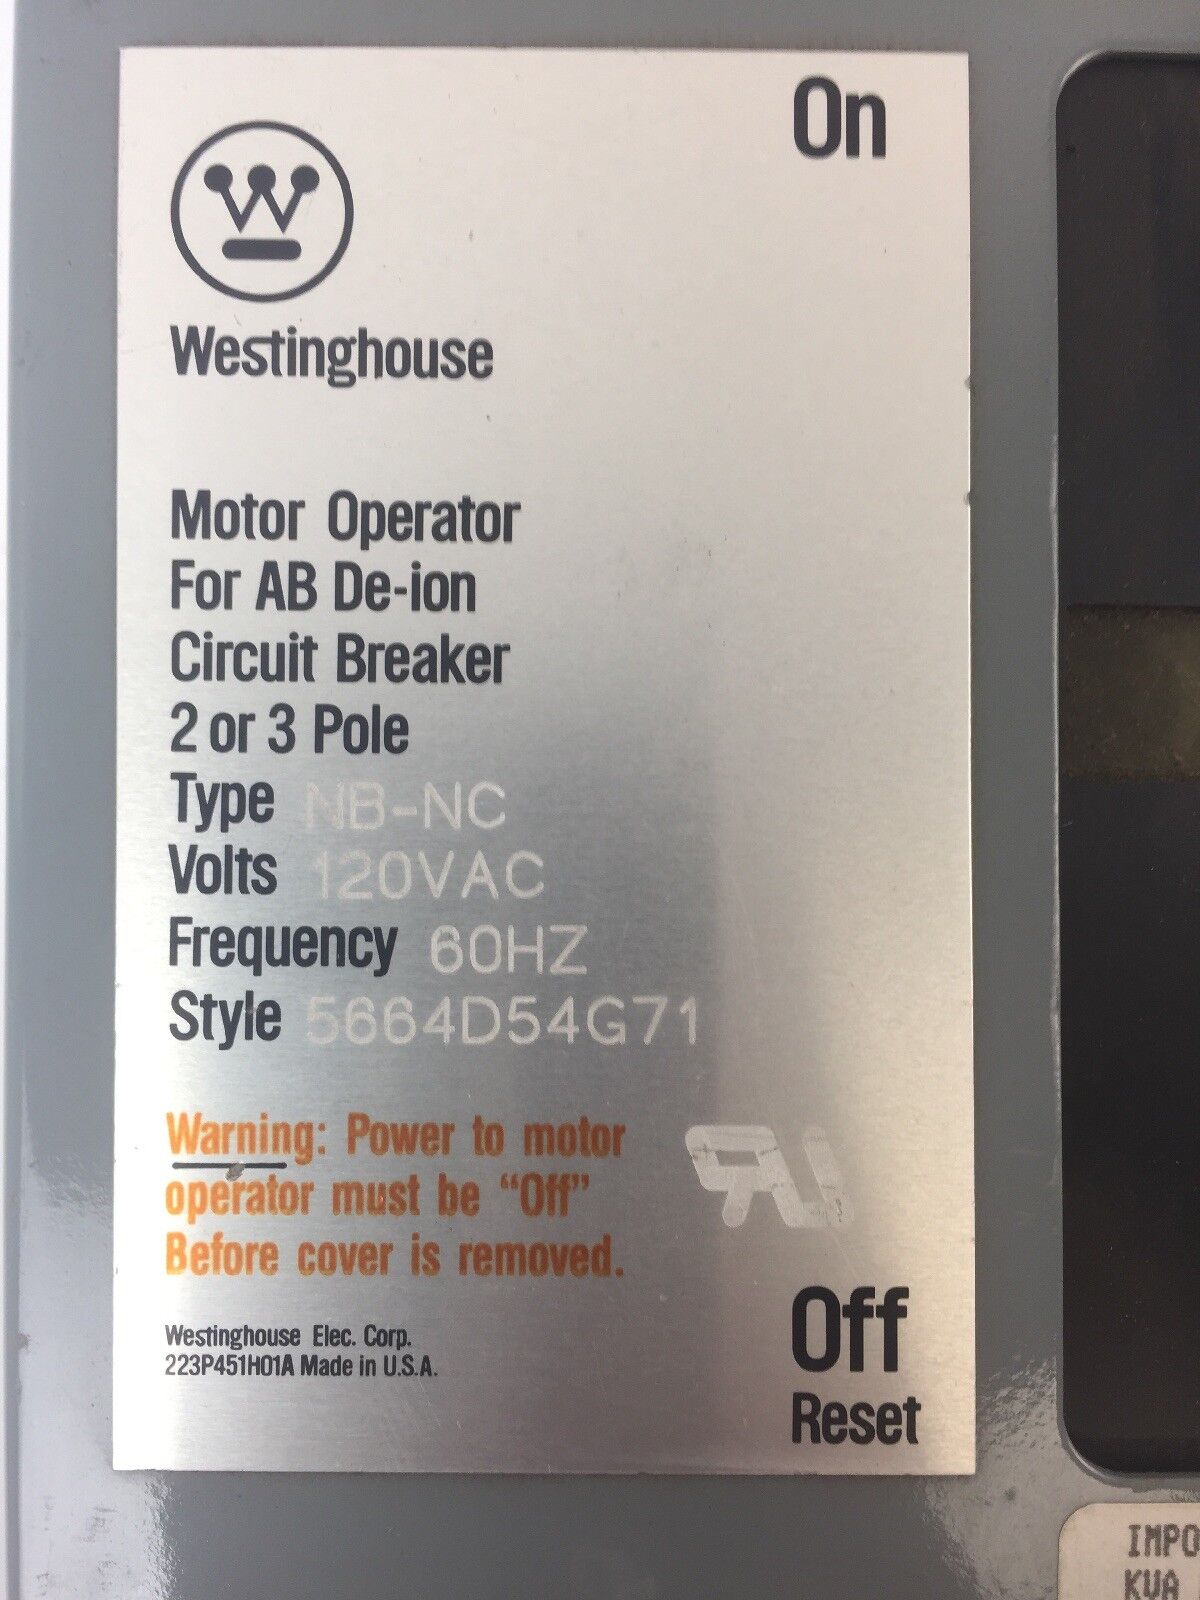 On
W
Westinghouse
Motor Operator
For AB De-ion
Circuit Breaker
2 or 3 Pole
Type NB-NC
Volts 120VAC
Frequency 60HZ
Style 5664D54G71
Warning: Power to motor
operator must be “Off”
Before cover is removed.
Westinghouse Elec. Corp.
223P451H01A Made in U.S.A.
Off
Reset
IMPO
KVA